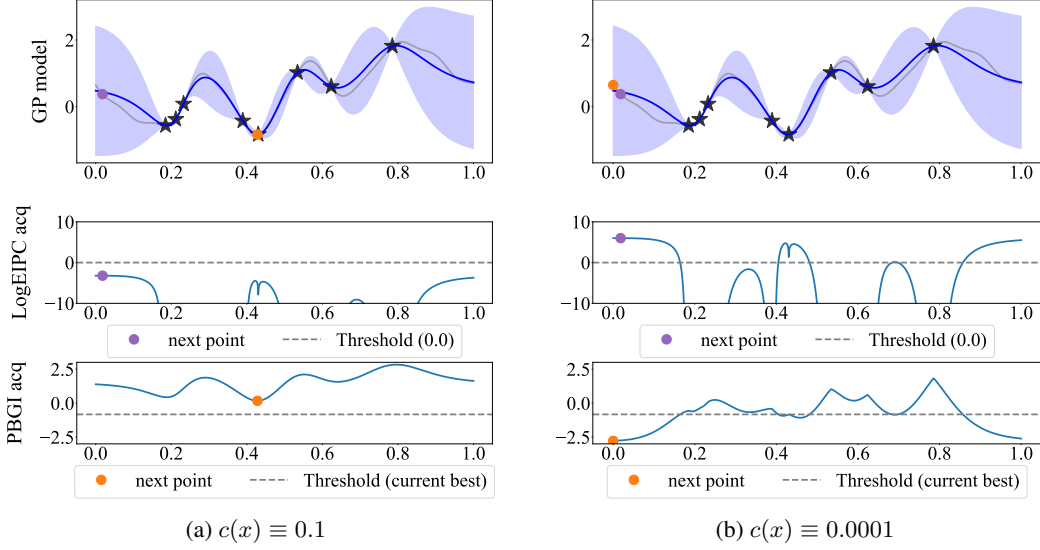 GP model
2
0
0.0 0.2 0.4 0.6 0.8 1.0
LogEIPC acq
10
0
−10
0.0 0.2 0.4 0.6 0.8 1.0
next point Threshold (0.0)
PBGI acq
2.5
0.0
−2.5
0.0 0.2 0.4 0.6 0.8 1.0
next point Threshold (current best)
(a) c(x) ≡ 0.1
2
0
0.0 0.2 0.4 0.6 0.8 1.0
10
0
−10
0.0 0.2 0.4 0.6 0.8 1.0
next point Threshold (0.0)
2.5
0.0
−2.5
0.0 0.2 0.4 0.6 0.8 1.0
next point Threshold (current best)
(b) c(x) ≡ 0.0001